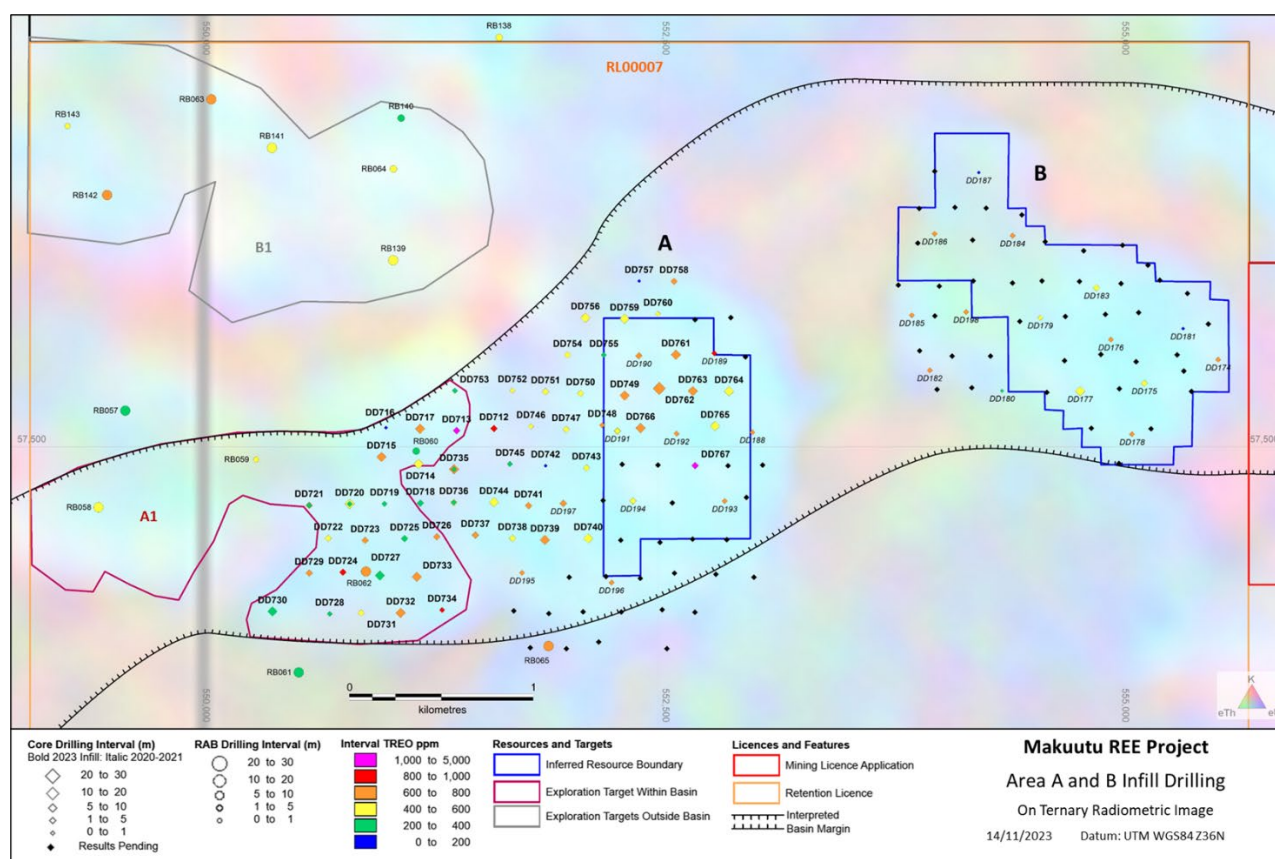 RB138
550,000
552,500
555,000
RL00007
RB063
RB143
RB140
RB141
RB064
RB142
B1
RB139
B
DD187
DD186
DD184
A
DD757 DD758
DD183
DD756 DD759 DD760
DD185 DD198 DD179
DD181
DD754 DD755 DD761
DD190 DD189
DD176
DD174
DD182
DD753 DD752 DD751 DD750 DD749 DD763 DD764
DD762
DD180 DD177 DD175
RB057
DD716 DD717 DD713 DD712 DD746 DD747 DD748 DD766 DD765
DD191 DD192 DD188
DD178
57,500
57,500
DD715 RB060
RB059
DD714 DD735 DD745 DD742 DD743 DD767
RB058 A1
DD721 DD720 DD719 DD718 DD736 DD744 DD741
DD197 DD194 DD193
DD722 DD723 DD725 DD726 DD737 DD738 DD739 DD740
DD729 DD724 DD727 DD733
RB062
DD195 DD196
DD730 DD728 DD732 DD734
DD731
RB065
RB061
0 1
kilometres
550,000
552,500
555,000
K
eTh
Core Drilling Interval (m)
Bold 2023 Infill: Italic 2020-2021
20 to 30
10 to 20
5 to 10
1 to 5
0 to 1
Results Pending
RAB Drilling Interval (m)
20 to 30
10 to 20
5 to 10
1 to 5
0 to 1
Interval TREO ppm
1,000 to 5,000
800 to 1,000
600 to 800
400 to 600
200 to 400
0 to 200
Resources and Targets
Inferred Resource Boundary
Exploration Target Within Basin
Exploration Targets Outside Basin
Licences and Features
Mining Licence Application
Retention Licence
Interpreted
Basin Margin
Makuutu REE Project
Area A and B Infill Drilling
On Ternary Radiometric Image
14/11/2023 Datum: UTM WGS84 Z36N